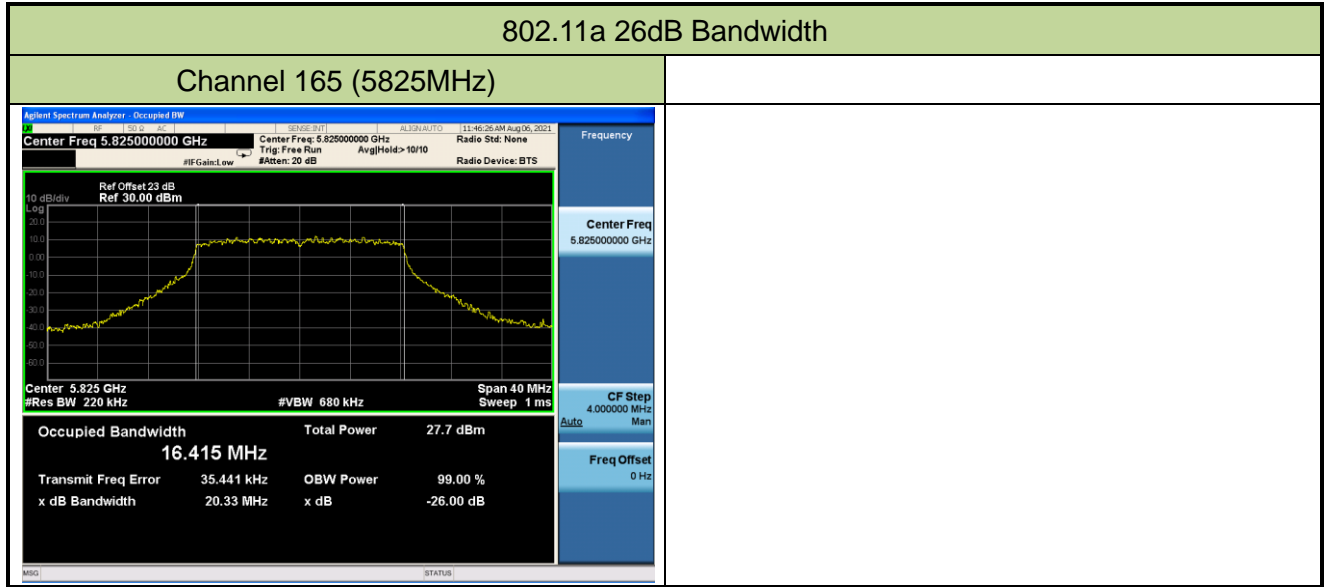 802.11a 26dB Bandwidth
Channel 165 (5825MHz)
Agilent Spectrum Analyzer - Occupied BW
RF 50 Ω AC SENSE:INT ALIGN AUTO 11:46:26 AM Aug 06, 2021
Center Freq 5.825000000 GHz
Center Freq: 5.825000000 GHz
Radio Std: None
Trig: Free Run Avg|Hold:> 10/10
#IFGain:Low #Atten: 20 dB Radio Device: BTS
Frequency
Ref Offset 23 dB
10 dB/div Ref 30.00 dBm
Log
20.0
10.0
0.00
-10.0
-20.0
-30.0
-40.0
-50.0
-60.0
Center 5.825 GHz Span 40 MHz
#Res BW 220 kHz #VBW 680 kHz Sweep 1 ms
Center Freq
5.825000000 GHz
CF Step
4.000000 MHz
Auto Man
Freq Offset
0 Hz
Occupied Bandwidth Total Power 27.7 dBm
16.415 MHz
Transmit Freq Error 35.441 kHz OBW Power 99.00 %
x dB Bandwidth 20.33 MHz x dB -26.00 dB
MSG STATUS